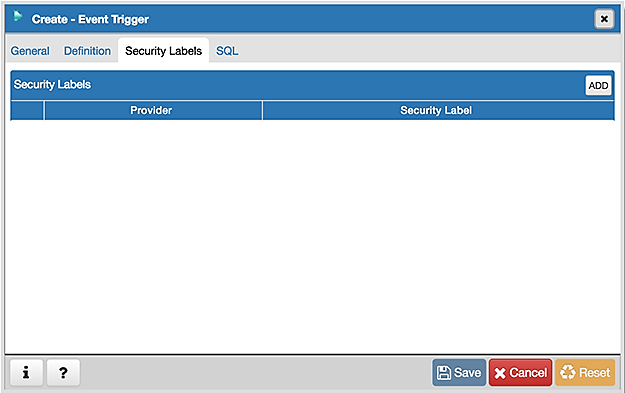 Create - Event Trigger
General Definition Security Labels SQL
Security Labels ADD
Provider Security Label
i ? Save Cancel Reset